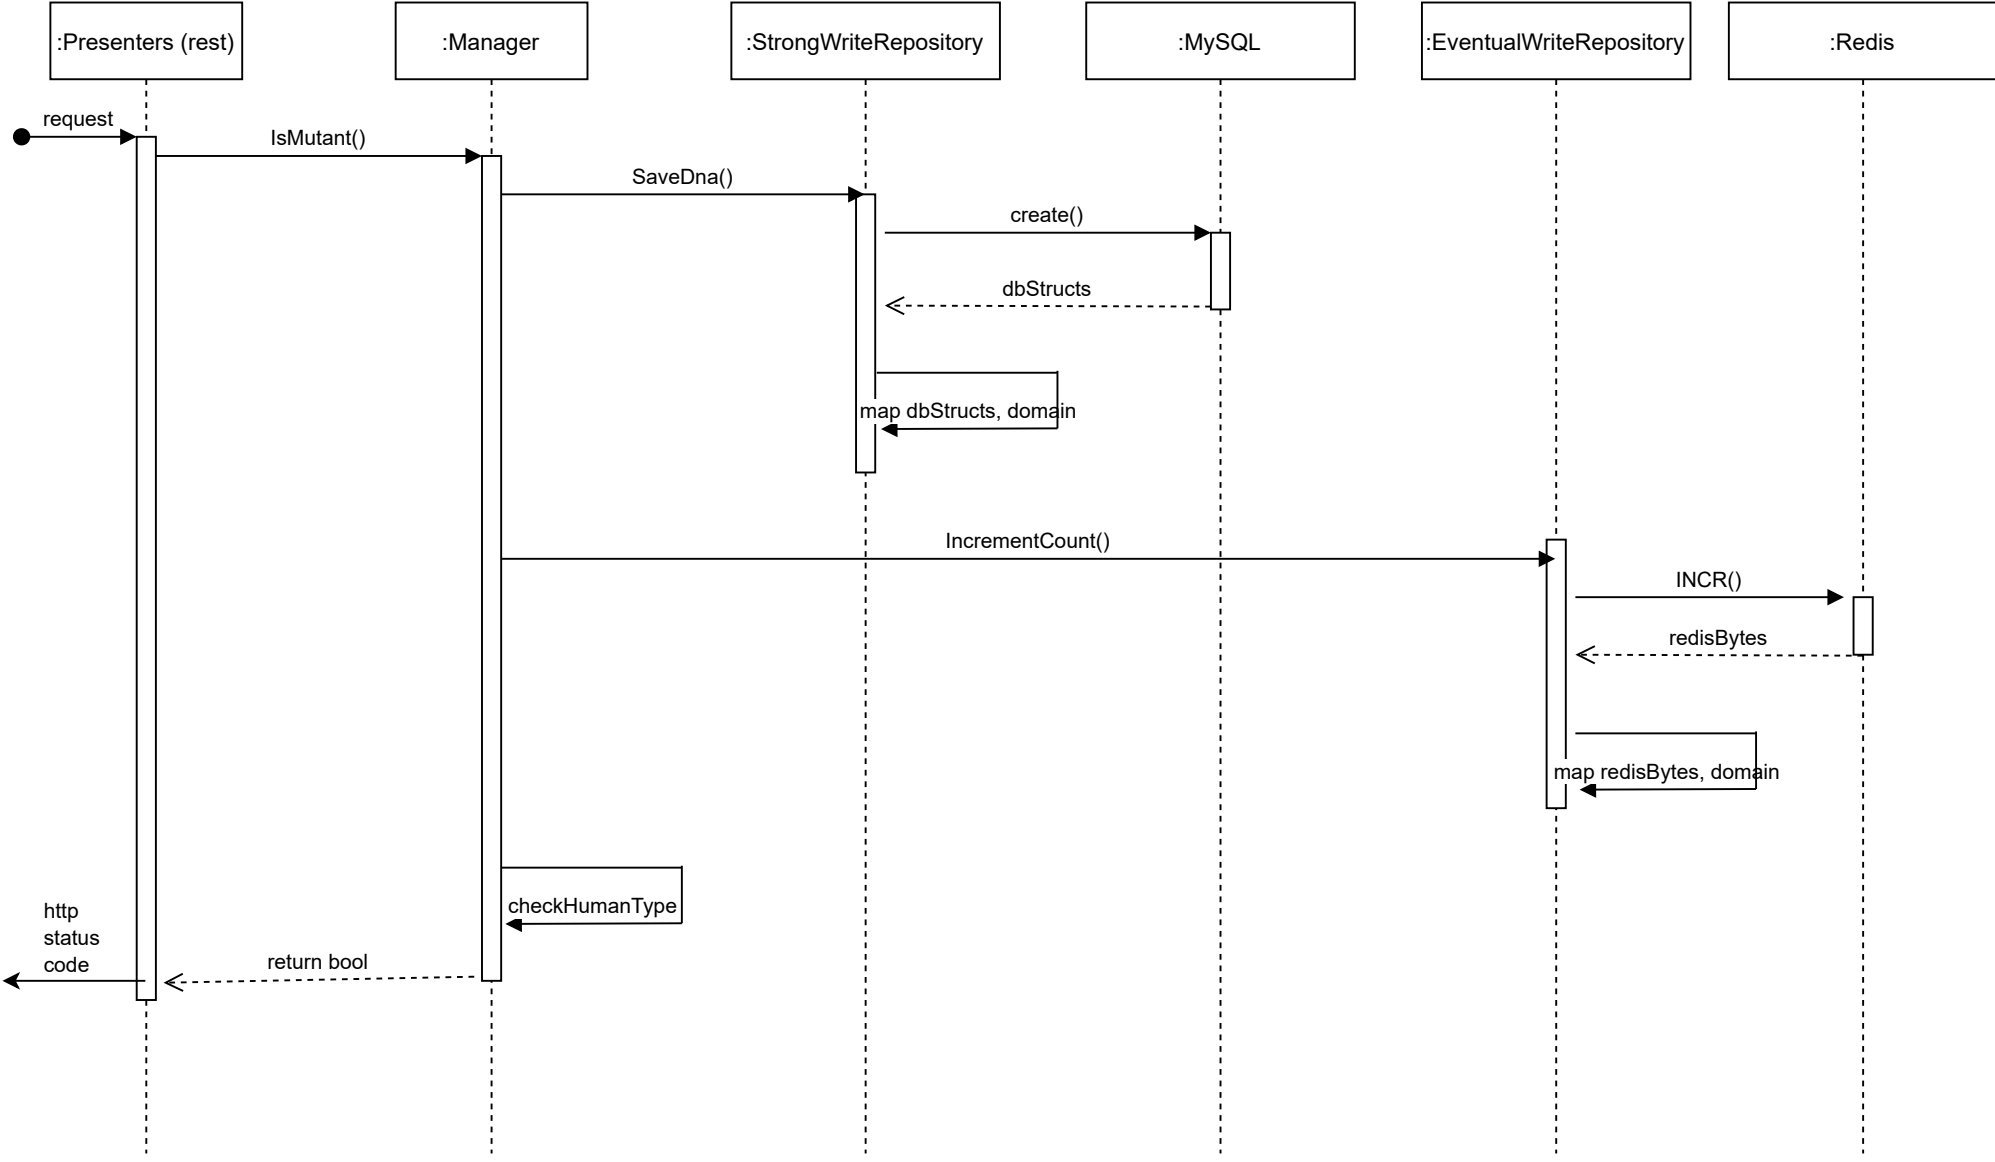 :Presenters (rest)
:Manager
:StrongWriteRepository
:MySQL
:EventualWriteRepository
:Redis
request
IsMutant()
SaveDna()
create()
dbStructs
map dbStructs, domain
IncrementCount()
INCR()
redisBytes
map redisBytes, domain
checkHumanType
http
status
code
return bool